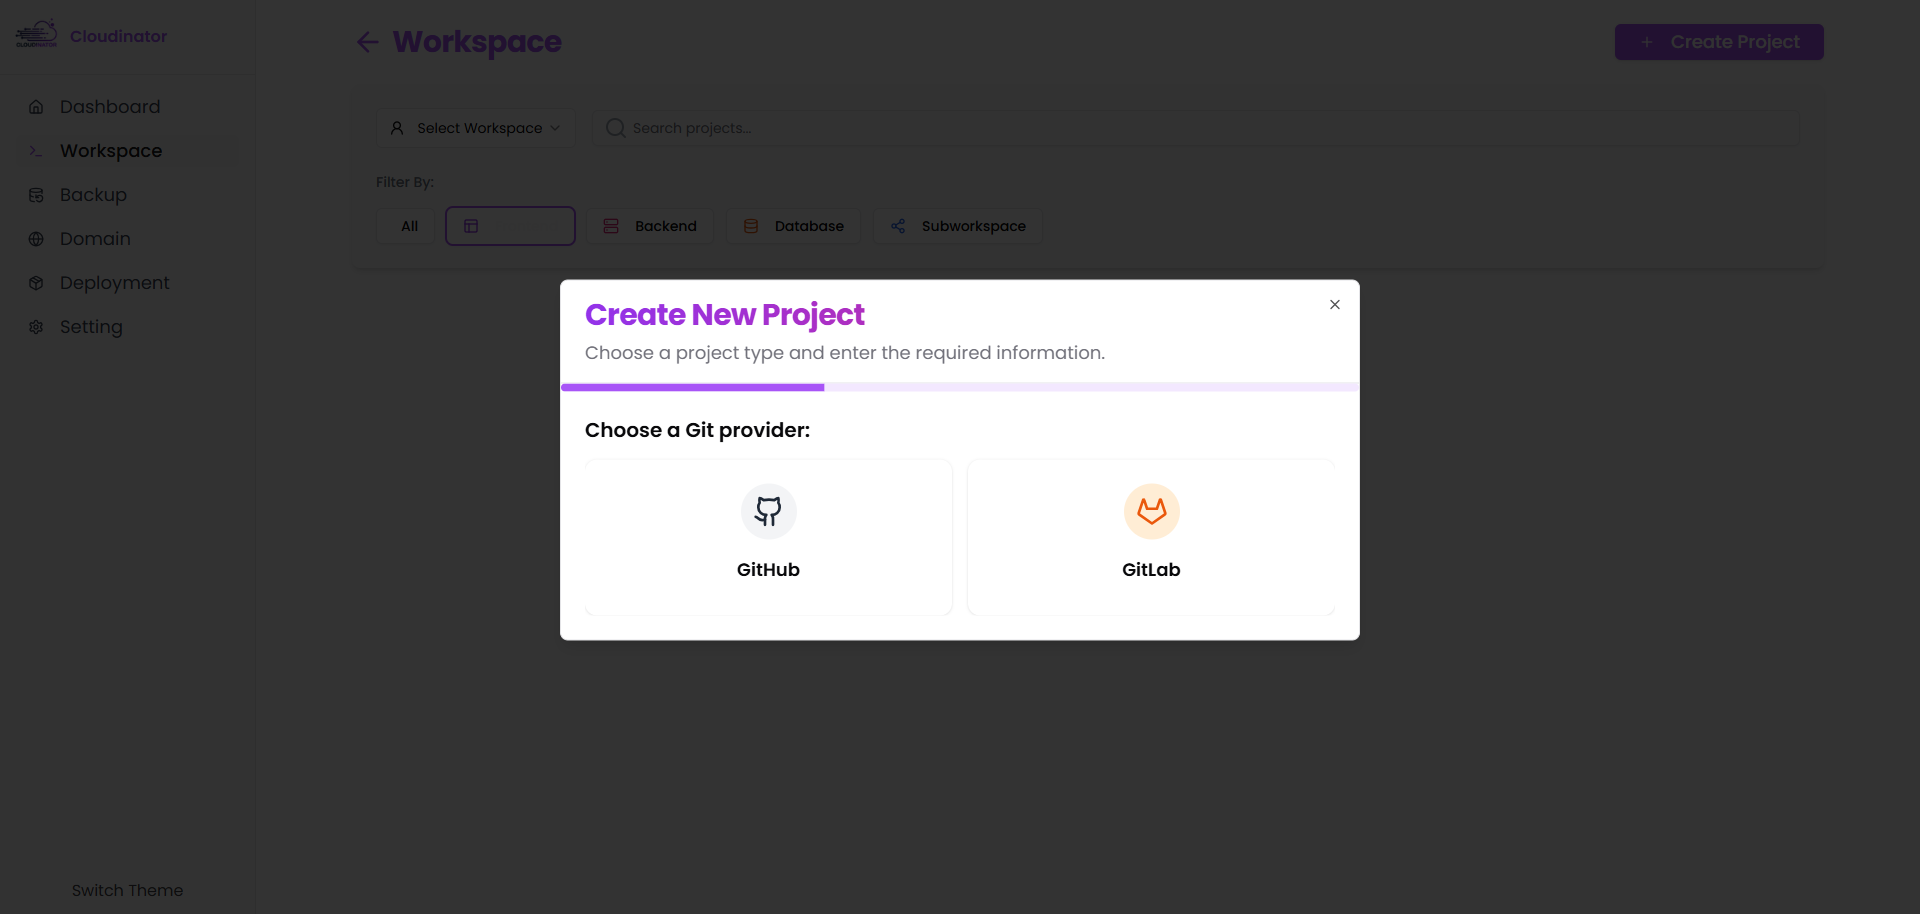 Cloudinator
Dashboard
Workspace
Backup
Domain
Deployment
Setting
Switch Theme
Workspace
Create Project
Select Workspace
Search projects...
Filter By:
All
Backend
Database
Subworkspace
Create New Project
Choose a project type and enter the required information.
Choose a Git provider:
GitHub
GitLab